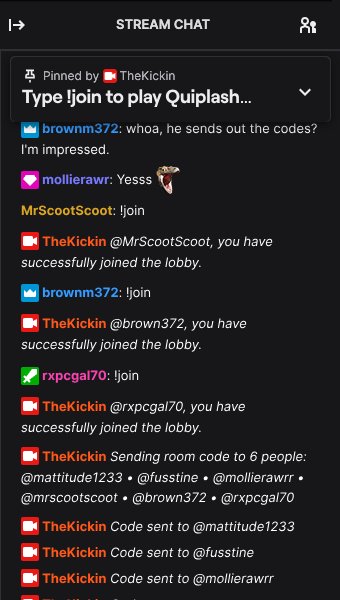 STREAM CHAT
Pinned by TheKickin
Type !join to play Quiplash...
brownm372: whoa, he sends out the codes?
I'm impressed.
mollierawr: Yesss
MrScootScoot: !join
TheKickin @MrScootScoot, you have
successfully joined the lobby.
brownm372: !join
TheKickin @brown372, you have
successfully joined the lobby.
rxpcgal70: !join
TheKickin @rxpcgal70, you have
successfully joined the lobby.
TheKickin Sending room code to 6 people:
@mattitude1233 • @fusstine • @mollierawrr •
@mrscootscoot • @brown372 • @rxpcgal70
TheKickin Code sent to @mattitude1233
TheKickin Code sent to @fusstine
TheKickin Code sent to @mollierawrr